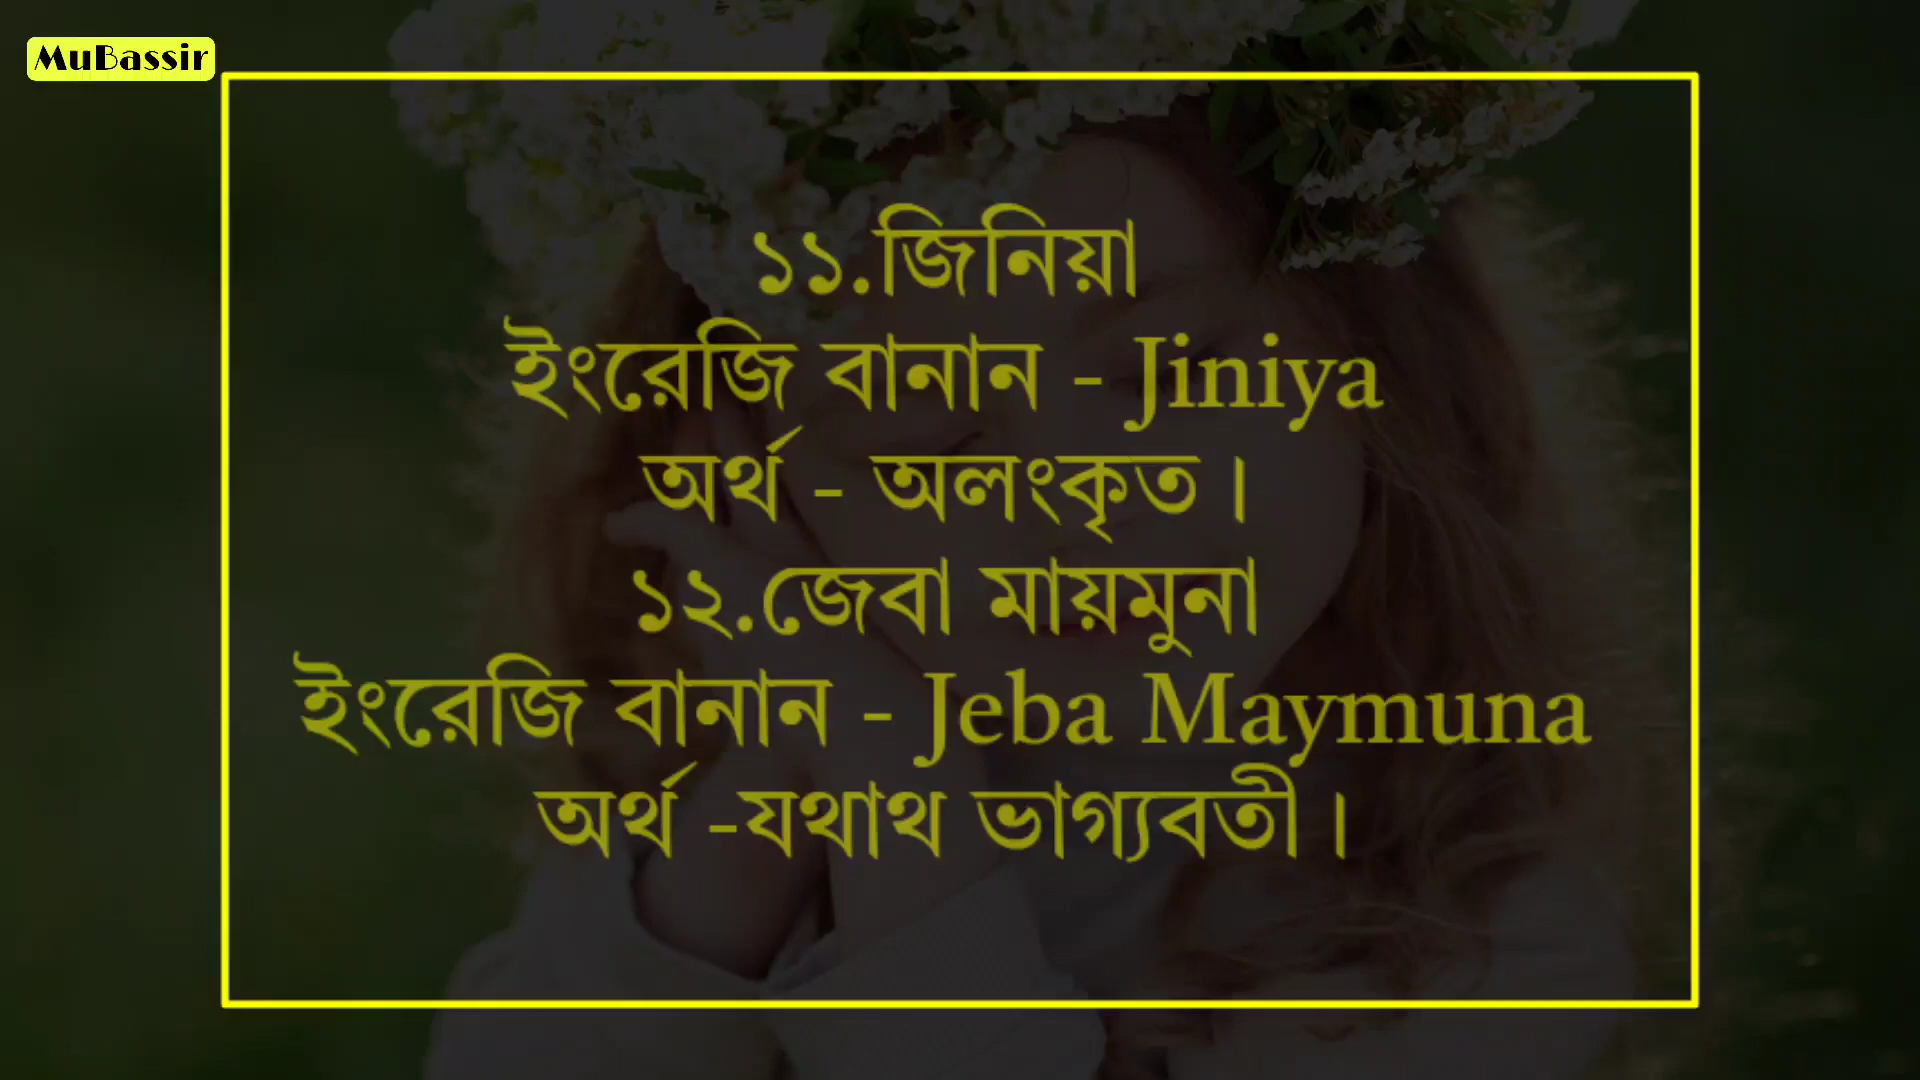 MuBassir
১১.জিনিয়া
ইংরেজি বানান - Jiniya
অর্থ - অলংকৃত।
১২.জেবা মায়মুনা
ইংরেজি বানান - Jeba Maymuna
অর্থ -যথাথ ভাগ্যবতী।